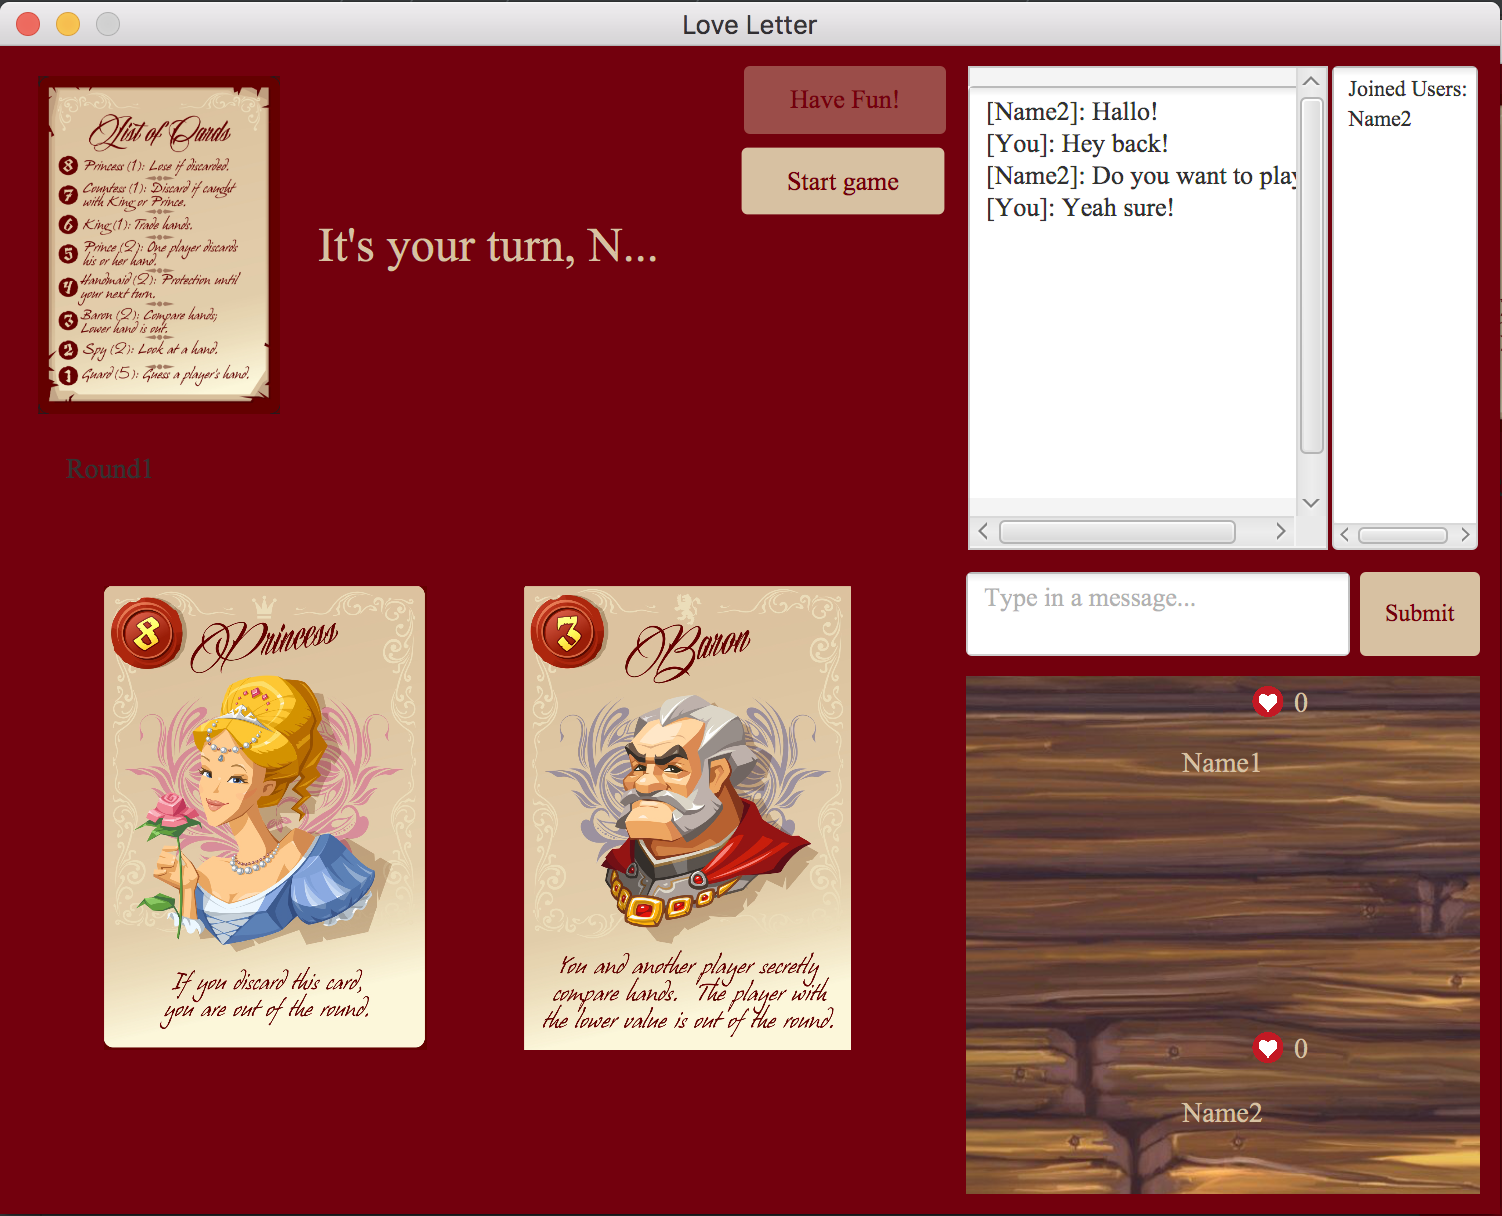 Love Letter
List of Cards
8 Princess (1): Lose if discarded.
7 Countess (1): Discard if caught
with King or Prince.
6 King (1): Trade hands.
5 Prince (2): One player discards
his or her hand.
4 Handmaid (2): Protection until
your next turn.
3 Baron (2): Compare hands;
Lower hand is out.
2 Spy (2): Look at a hand.
1 Guard (5): Guess a player's hand.
Round1
It's your turn, N...
Have Fun!
Start game
[Name2]: Hallo!
[You]: Hey back!
[Name2]: Do you want to play
[You]: Yeah sure!
Joined Users:
Name2
Type in a message...
Submit
8 Princess
If you discard this card,
you are out of the round.
3 Baron
You and another player secretly
compare hands. The player with
the lower value is out of the round.
0
Name1
0
Name2